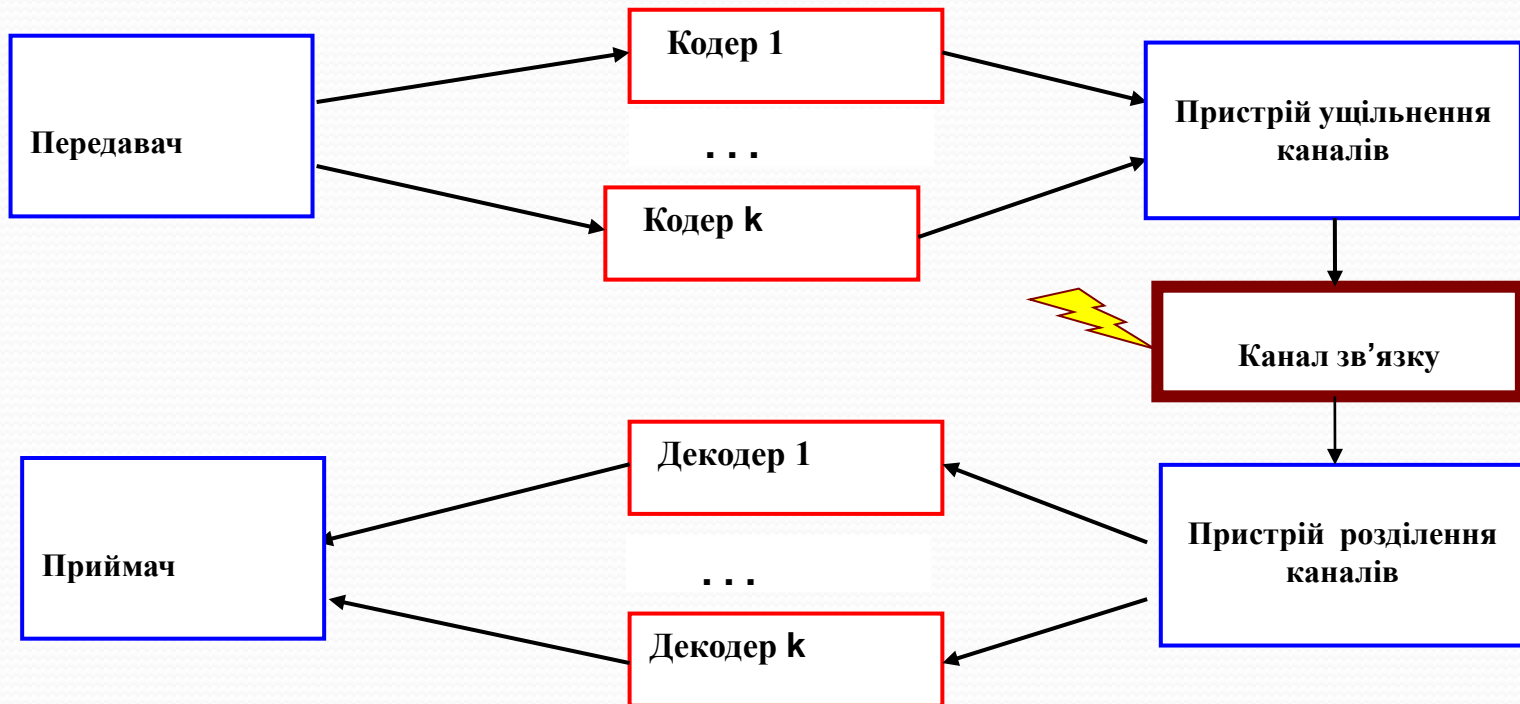 Передавач
Кодер 1
. . .
Кодер k
Пристрій ущільнення
каналів
Канал зв’язку
Приймач
Декодер 1
. . .
Декодер k
Пристрій розділення
каналів